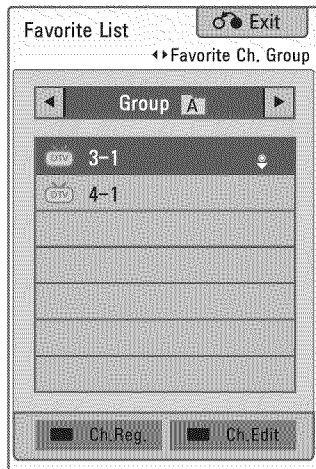 Favorite List
Exit
Favorite Ch. Group
Group A
DTV 3-1
DTV 4-1
Ch.Reg.
Ch.Edit